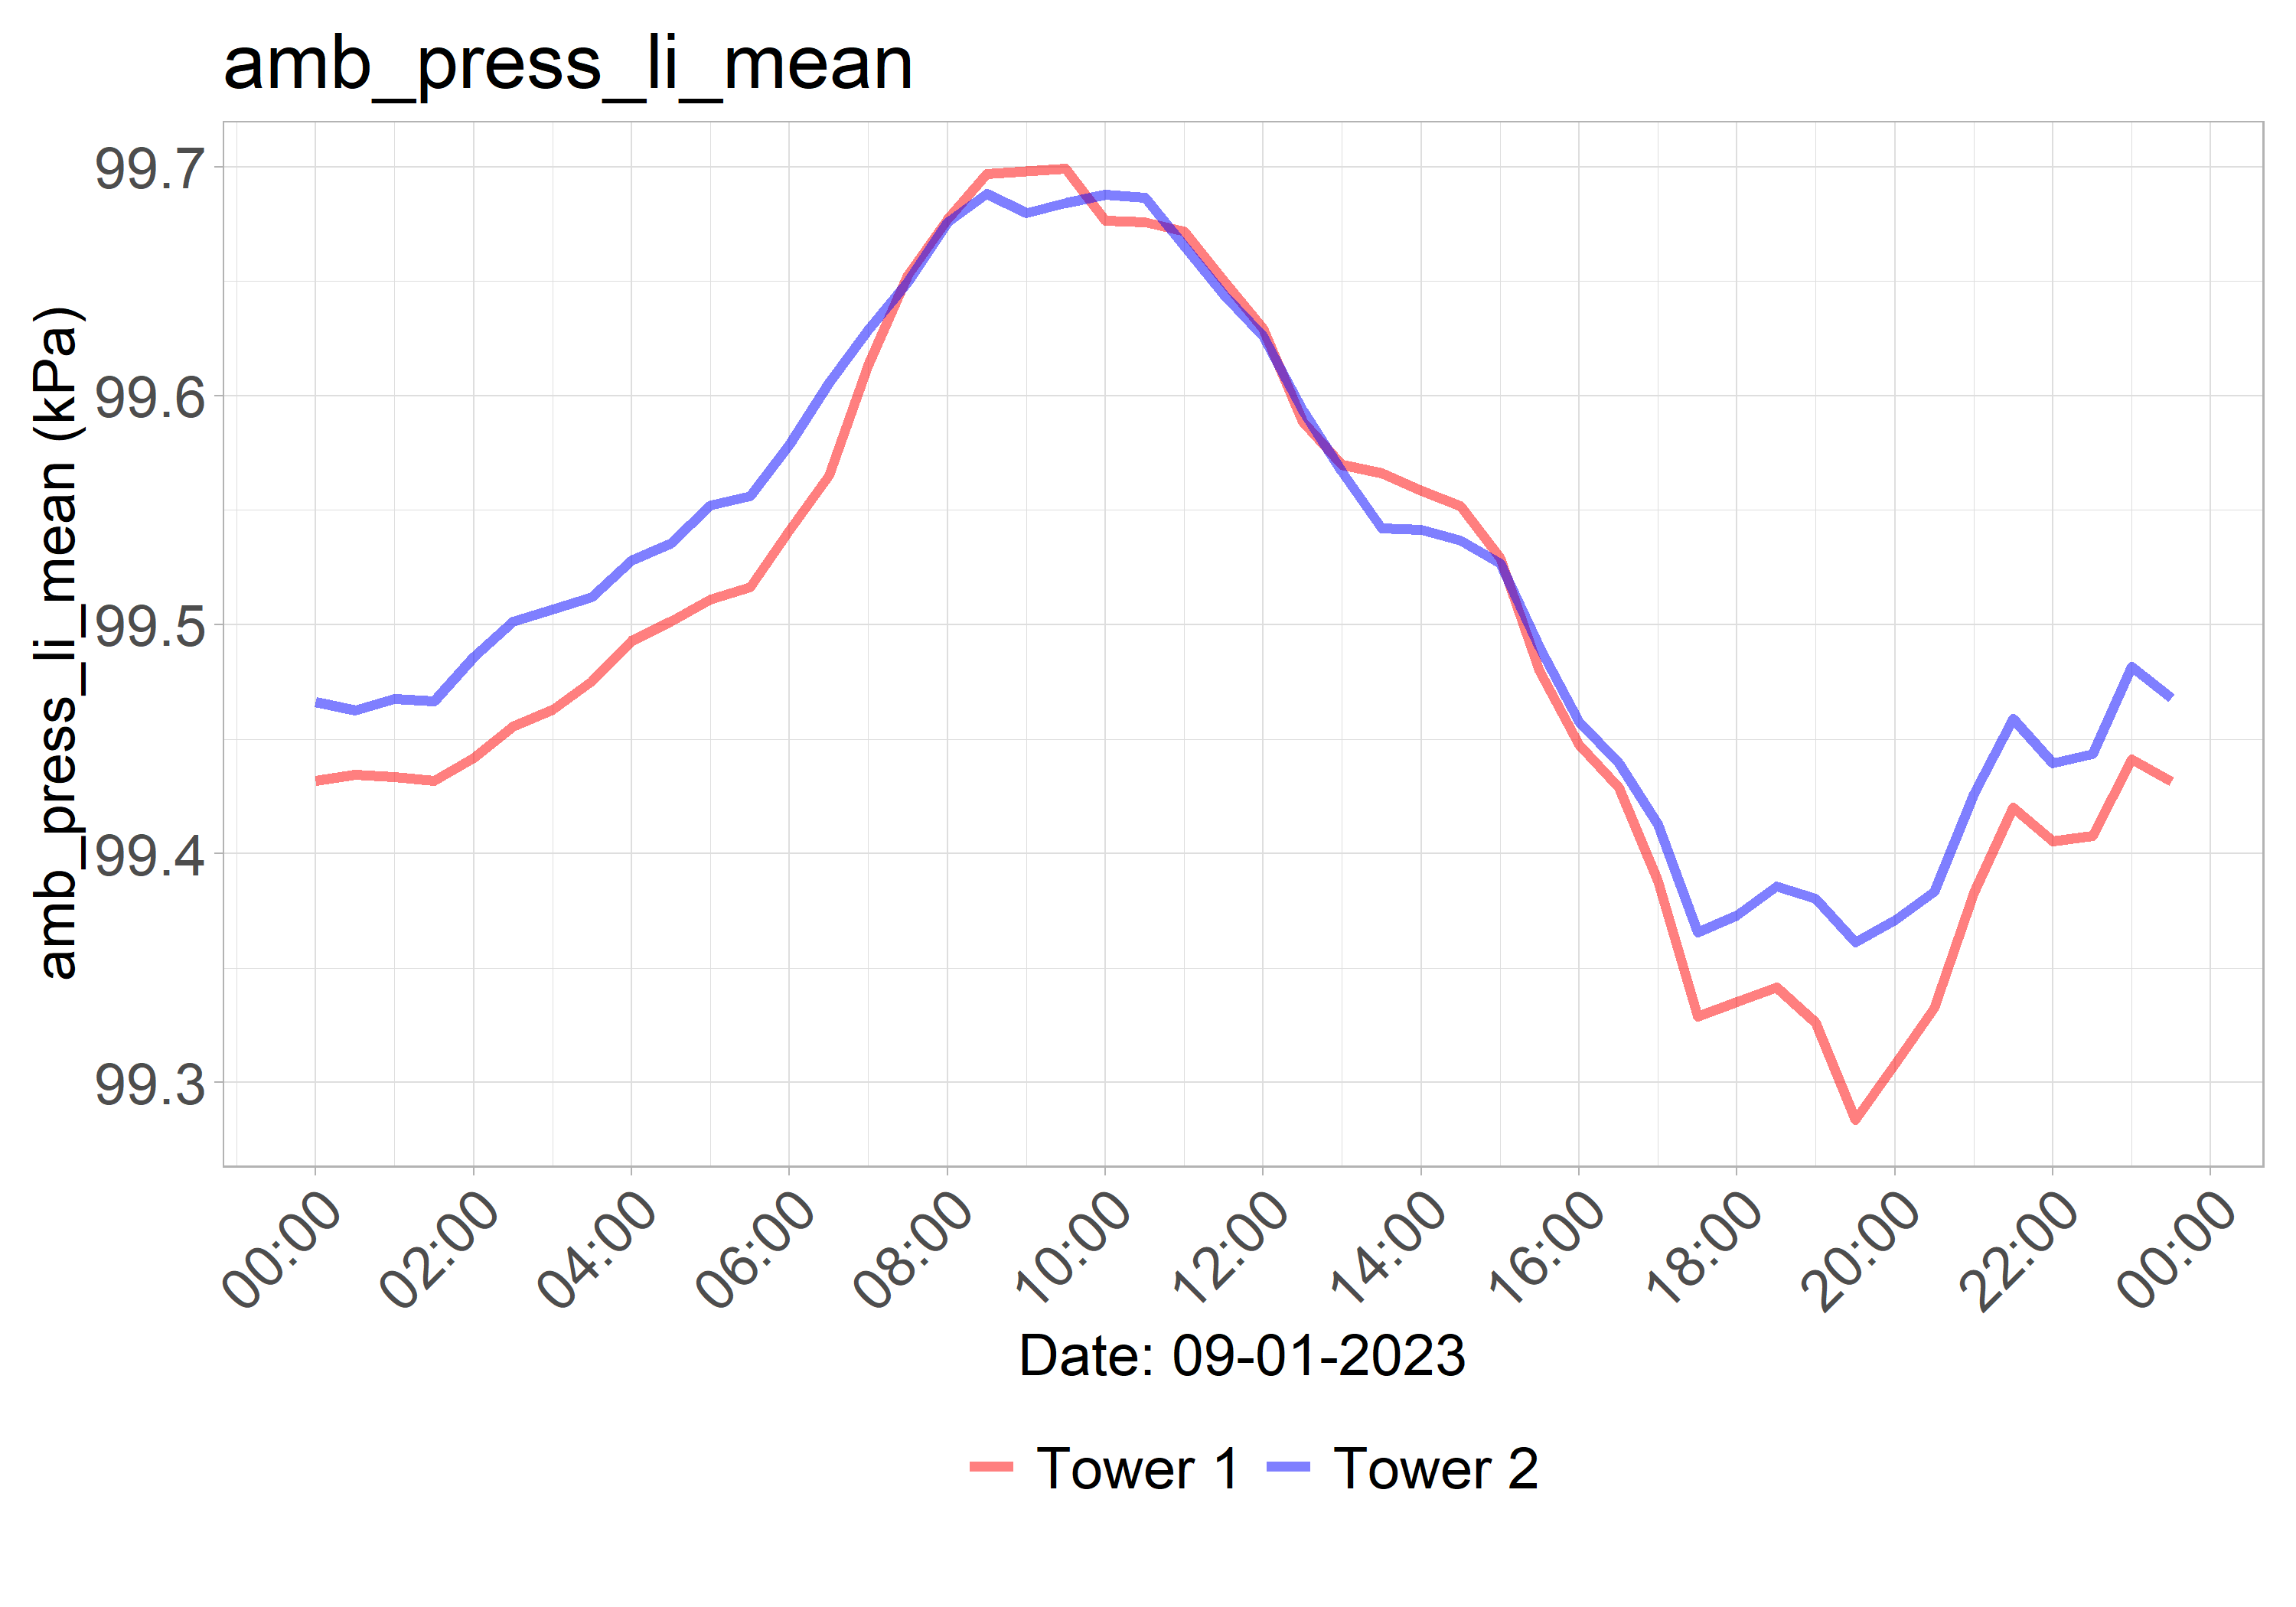 amb_press_li_mean
amb_press_li_mean (kPa)
99.7
99.6
99.5
99.4
99.3
00:00 02:00 04:00 06:00 08:00 10:00 12:00 14:00 16:00 18:00 20:00 22:00 00:00
Date: 09-01-2023
Tower 1 Tower 2